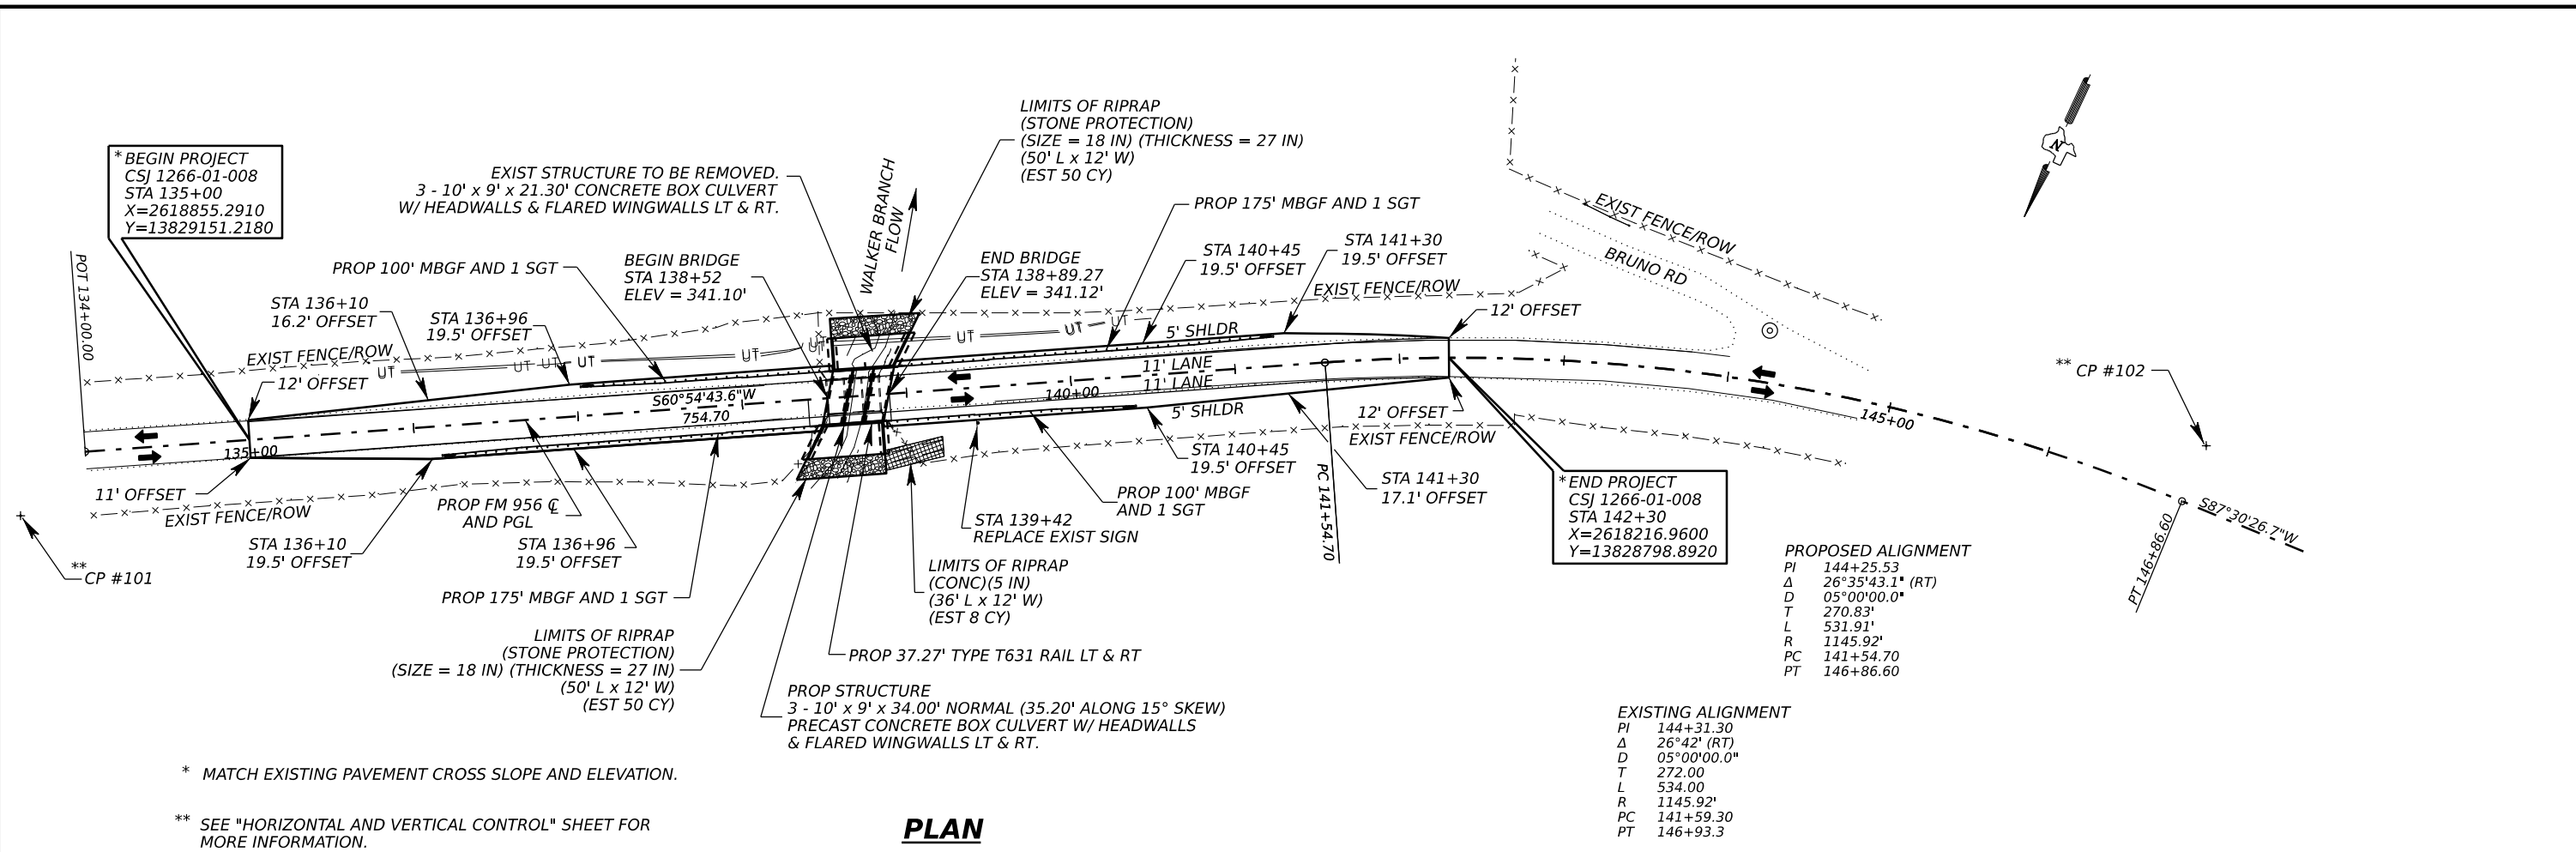 * BEGIN PROJECT
CSJ 1266-01-008
STA 135+00
X=2618855.2910
Y=13829151.2180
POT 134+00.00
EXIST STRUCTURE TO BE REMOVED.
3 - 10' x 9' x 21.30' CONCRETE BOX CULVERT
W/ HEADWALLS & FLARED WINGWALLS LT & RT.
WALKER BRANCH
FLOW
LIMITS OF RIPRAP
(STONE PROTECTION)
(SIZE = 18 IN) (THICKNESS = 27 IN)
(50' L x 12' W)
(EST 50 CY)
PROP 175' MBGF AND 1 SGT
N
PROP 100' MBGF AND 1 SGT
BEGIN BRIDGE
STA 138+52
ELEV = 341.10'
END BRIDGE
STA 138+89.27
ELEV = 341.12'
STA 140+45
19.5' OFFSET
STA 141+30
19.5' OFFSET
EXIST FENCE/ROW
BRUNO RD
STA 136+10
16.2' OFFSET
STA 136+96
19.5' OFFSET
EXIST FENCE/ROW
12' OFFSET
EXIST FENCE/ROW
12' OFFSET
UT
UT
UT
UT
UT
UT
UT
UT
UT
5' SHLDR
11' LANE
11' LANE
5' SHLDR
S60°54'43.6"W
754.70
135+00
140+00
145+00
** CP #102
11' OFFSET
EXIST FENCE/ROW
PROP FM 956 ℄
AND PGL
STA 136+10
19.5' OFFSET
STA 136+96
19.5' OFFSET
** CP #101
PROP 175' MBGF AND 1 SGT
LIMITS OF RIPRAP
(STONE PROTECTION)
(SIZE = 18 IN) (THICKNESS = 27 IN)
(50' L x 12' W)
(EST 50 CY)
STA 139+42
REPLACE EXIST SIGN
LIMITS OF RIPRAP
(CONC)(5 IN)
(36' L x 12' W)
(EST 8 CY)
PROP 37.27' TYPE T631 RAIL LT & RT
PROP STRUCTURE
3 - 10' x 9' x 34.00' NORMAL (35.20' ALONG 15° SKEW)
PRECAST CONCRETE BOX CULVERT W/ HEADWALLS
& FLARED WINGWALLS LT & RT.
PROP 100' MBGF
AND 1 SGT
STA 140+45
19.5' OFFSET
12' OFFSET
EXIST FENCE/ROW
STA 141+30
17.1' OFFSET
PC 141+54.70
* END PROJECT
CSJ 1266-01-008
STA 142+30
X=2618216.9600
Y=13828798.8920
S87°30'26.7"W
PT 146+86.60
PROPOSED ALIGNMENT
PI 144+25.53
Δ 26°35'43.1" (RT)
D 05°00'00.0"
T 270.83'
L 531.91'
R 1145.92'
PC 141+54.70
PT 146+86.60
EXISTING ALIGNMENT
PI 144+31.30
Δ 26°42' (RT)
D 05°00'00.0"
T 272.00
L 534.00
R 1145.92'
PC 141+59.30
PT 146+93.3
* MATCH EXISTING PAVEMENT CROSS SLOPE AND ELEVATION.
** SEE "HORIZONTAL AND VERTICAL CONTROL" SHEET FOR
MORE INFORMATION.
PLAN